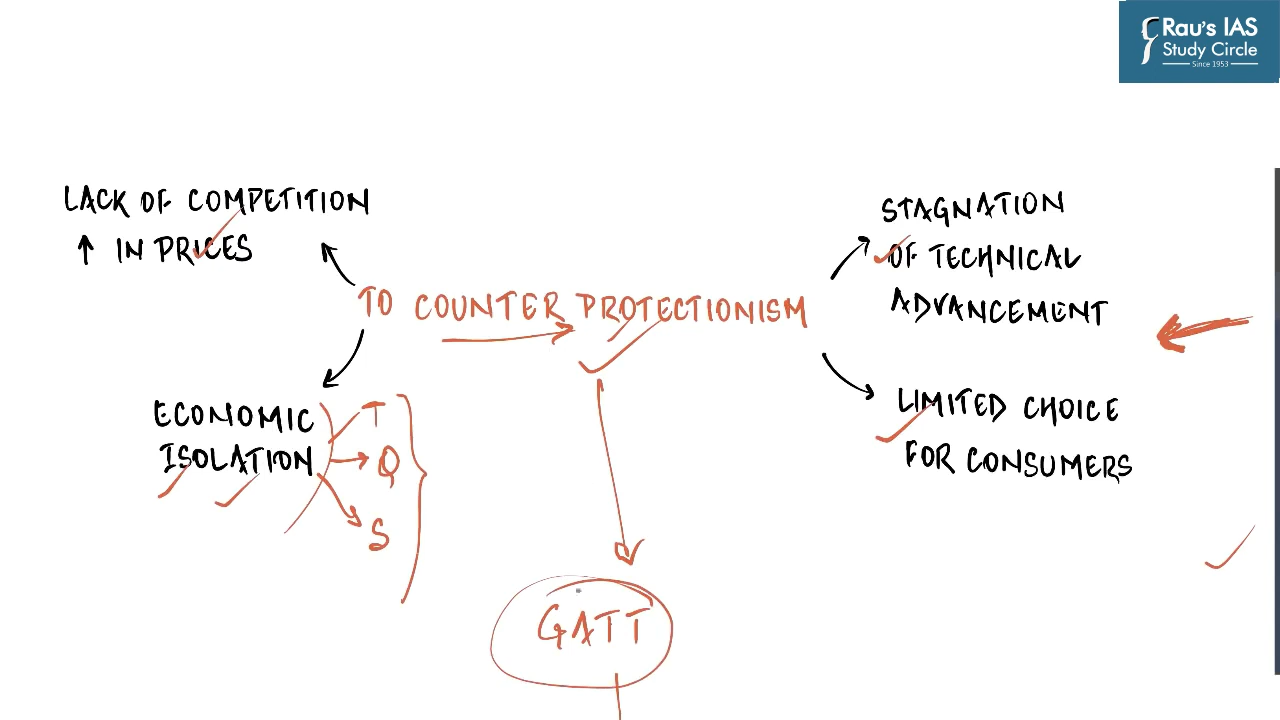 Rau's IAS
Study Circle
Since 1953
LACK OF COMPETITION
↑ IN PRICES
STAGNATION
OF TECHNICAL
ADVANCEMENT
TO COUNTER PROTECTIONISM
ECONOMIC
ISOLATION
T
Q
S
LIMITED CHOICE
FOR CONSUMERS
GATT